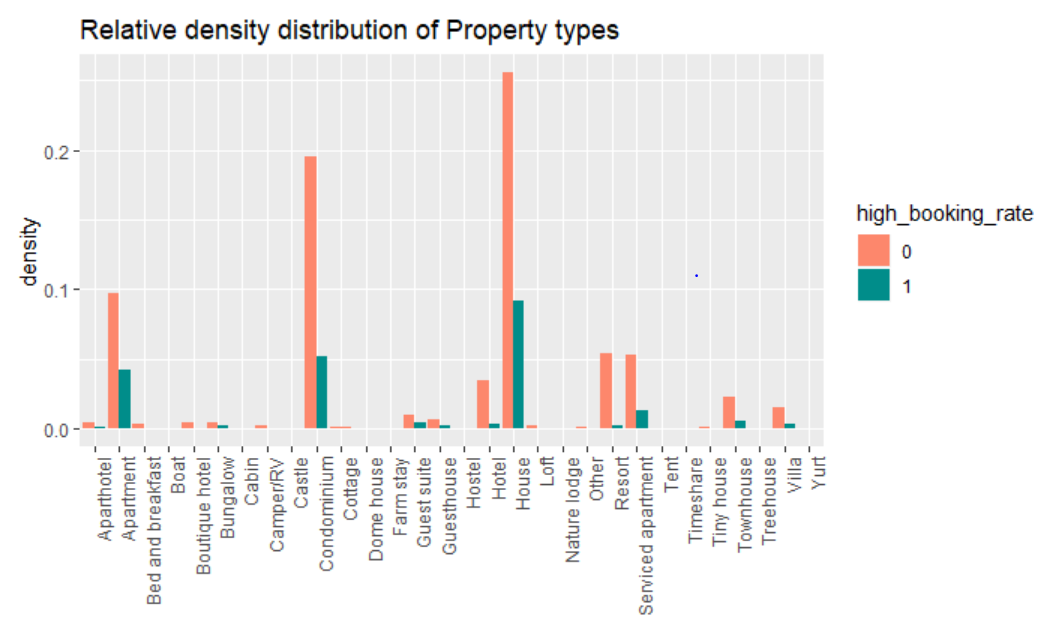 Relative density distribution of Property types
density
0.2
0.1
0.0
Aparthotel
Apartment
Bed and breakfast
Boat
Boutique hotel
Bungalow
Cabin
Camper/RV
Castle
Condominium
Cottage
Dome house
Farm stay
Guest suite
Guesthouse
Hostel
Hotel
House
Loft
Nature lodge
Other
Resort
Serviced apartment
Tent
Timeshare
Tiny house
Townhouse
Treehouse
Villa
Yurt
high_booking_rate
0
1